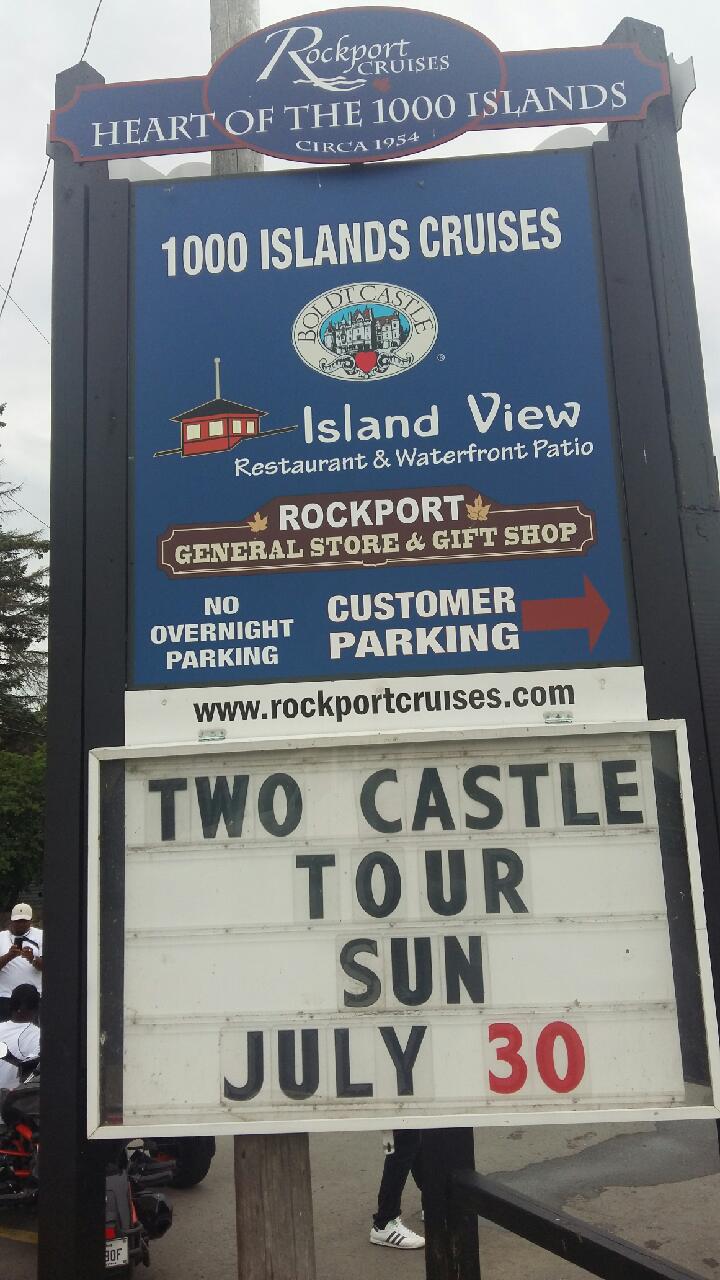 Rockport
CRUISES
HEART OF THE 1000 ISLANDS
CIRCA 1954
1000 ISLANDS CRUISES
BOLDT CASTLE
®
Island View
Restaurant & Waterfront Patio
ROCKPORT
GENERAL STORE & GIFT SHOP
NO
OVERNIGHT
PARKING
CUSTOMER
PARKING
www.rockportcruises.com
TWO CASTLE
TOUR
SUN
JULY 30